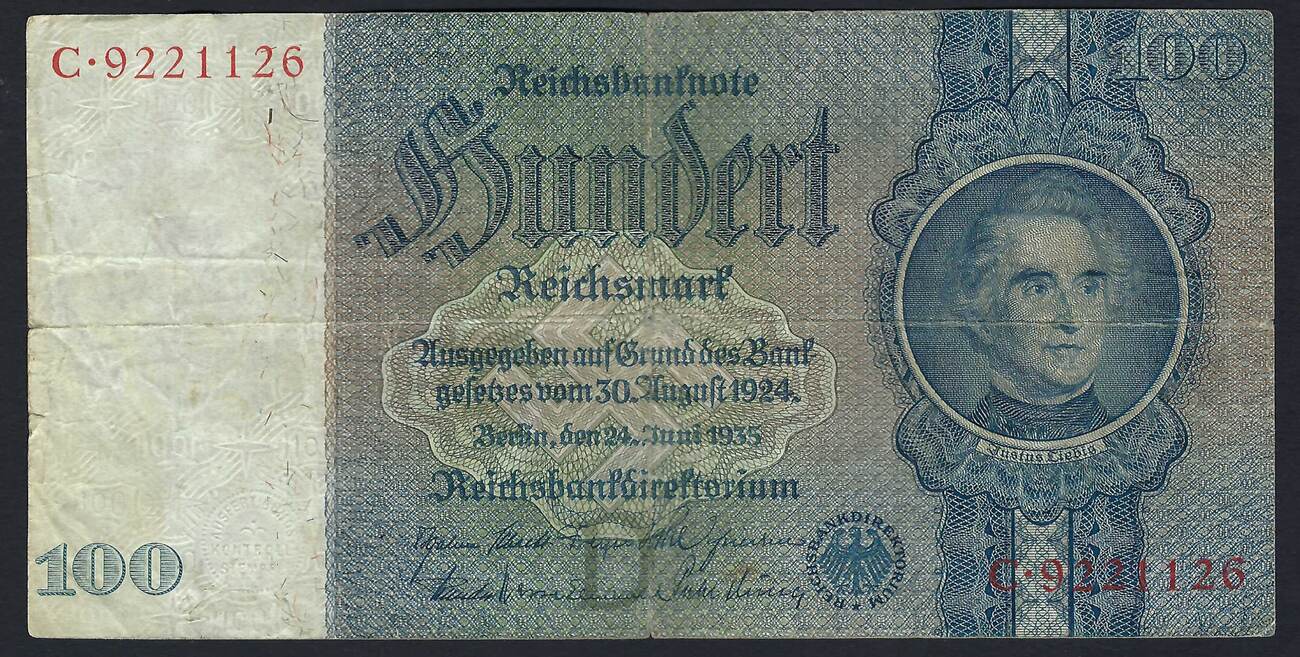 C·9221126
100
Reichsbanknote
Hundert
Reichsmark
Ausgegeben auf Grund des Bank
gesetzes vom 30. August 1924.
Berlin, den 24. Juni 1935
Reichsbankdirektorium
REICHSBANKDIREKTORIUM
Justus Liebig
100
C·9221126